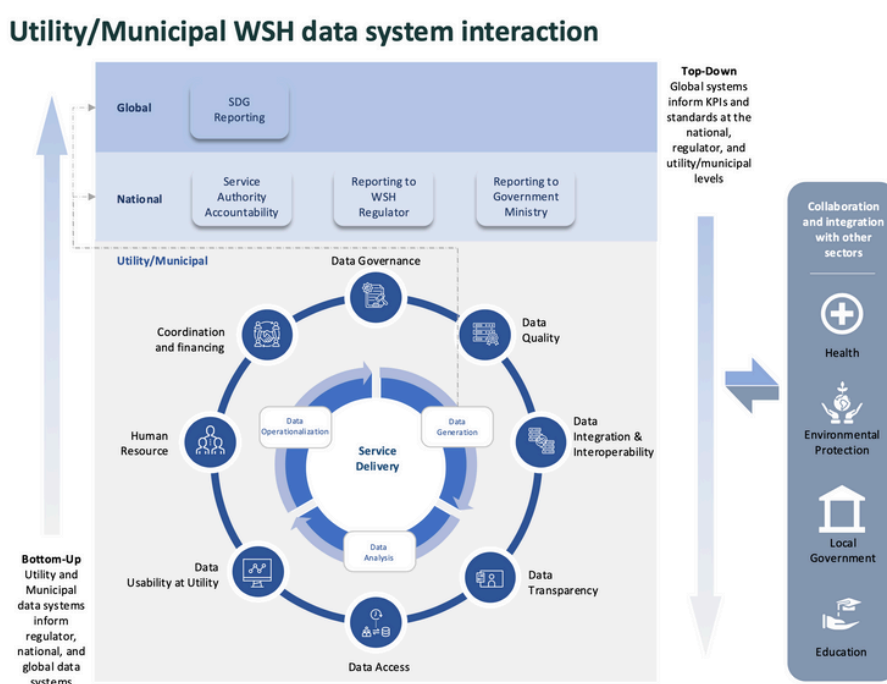 Utility/Municipal WSH data system interaction
Global
SDG
Reporting
National
Service
Authority
Accountability
Reporting to
WSH
Regulator
Reporting to
Government
Ministry
Top-Down
Global systems
inform KPIs and
standards at the
national,
regulator, and
utility/municipal
levels
Utility/Municipal
Data Governance
Coordination
and financing
Data
Quality
Data
Operationalization
Data
Generation
Human
Resource
Service
Delivery
Data
Integration &
Interoperability
Data
Analysis
Data
Usability at Utility
Data
Transparency
Data Access
Bottom-Up
Utility and
Municipal
data systems
inform
regulator,
national, and
global data
systems
Collaboration
and integration
with other
sectors
Health
Environmental
Protection
Local
Government
Education